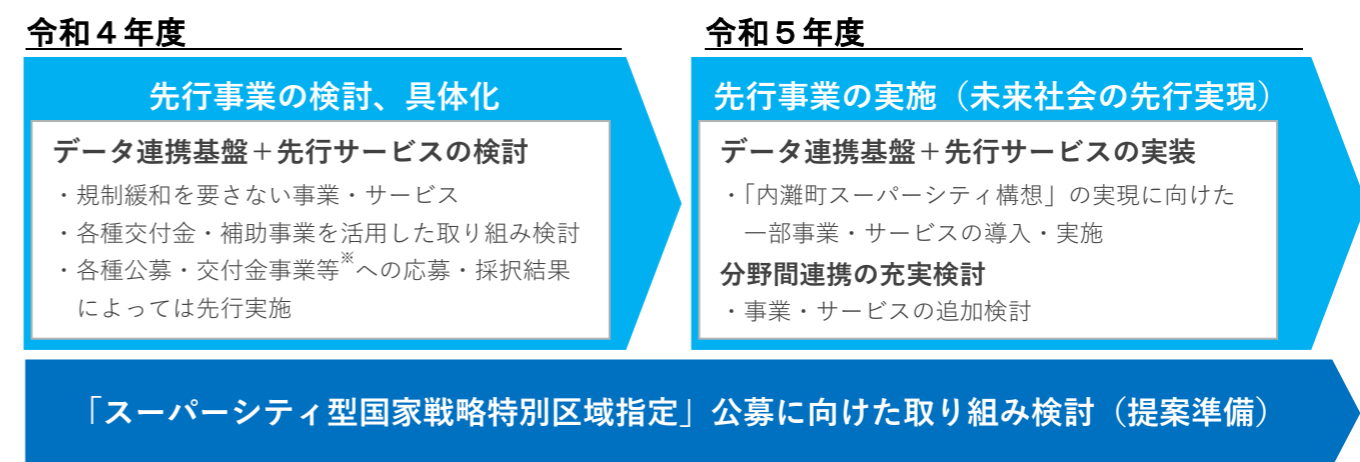 令和４年度
先行事業の検討、具体化
データ連携基盤＋先行サービスの検討
・規制緩和を要さない事業・サービス
・各種交付金・補助事業を活用した取り組み検討
・各種公募・交付金事業等※への応募・採択結果
によっては先行実施
令和５年度
先行事業の実施（未来社会の先行実現）
データ連携基盤＋先行サービスの実装
・「内灘町スーパーシティ構想」の実現に向けた
一部事業・サービスの導入・実施
分野間連携の充実検討
・事業・サービスの追加検討
「スーパーシティ型国家戦略特別区域指定」公募に向けた取り組み検討（提案準備）